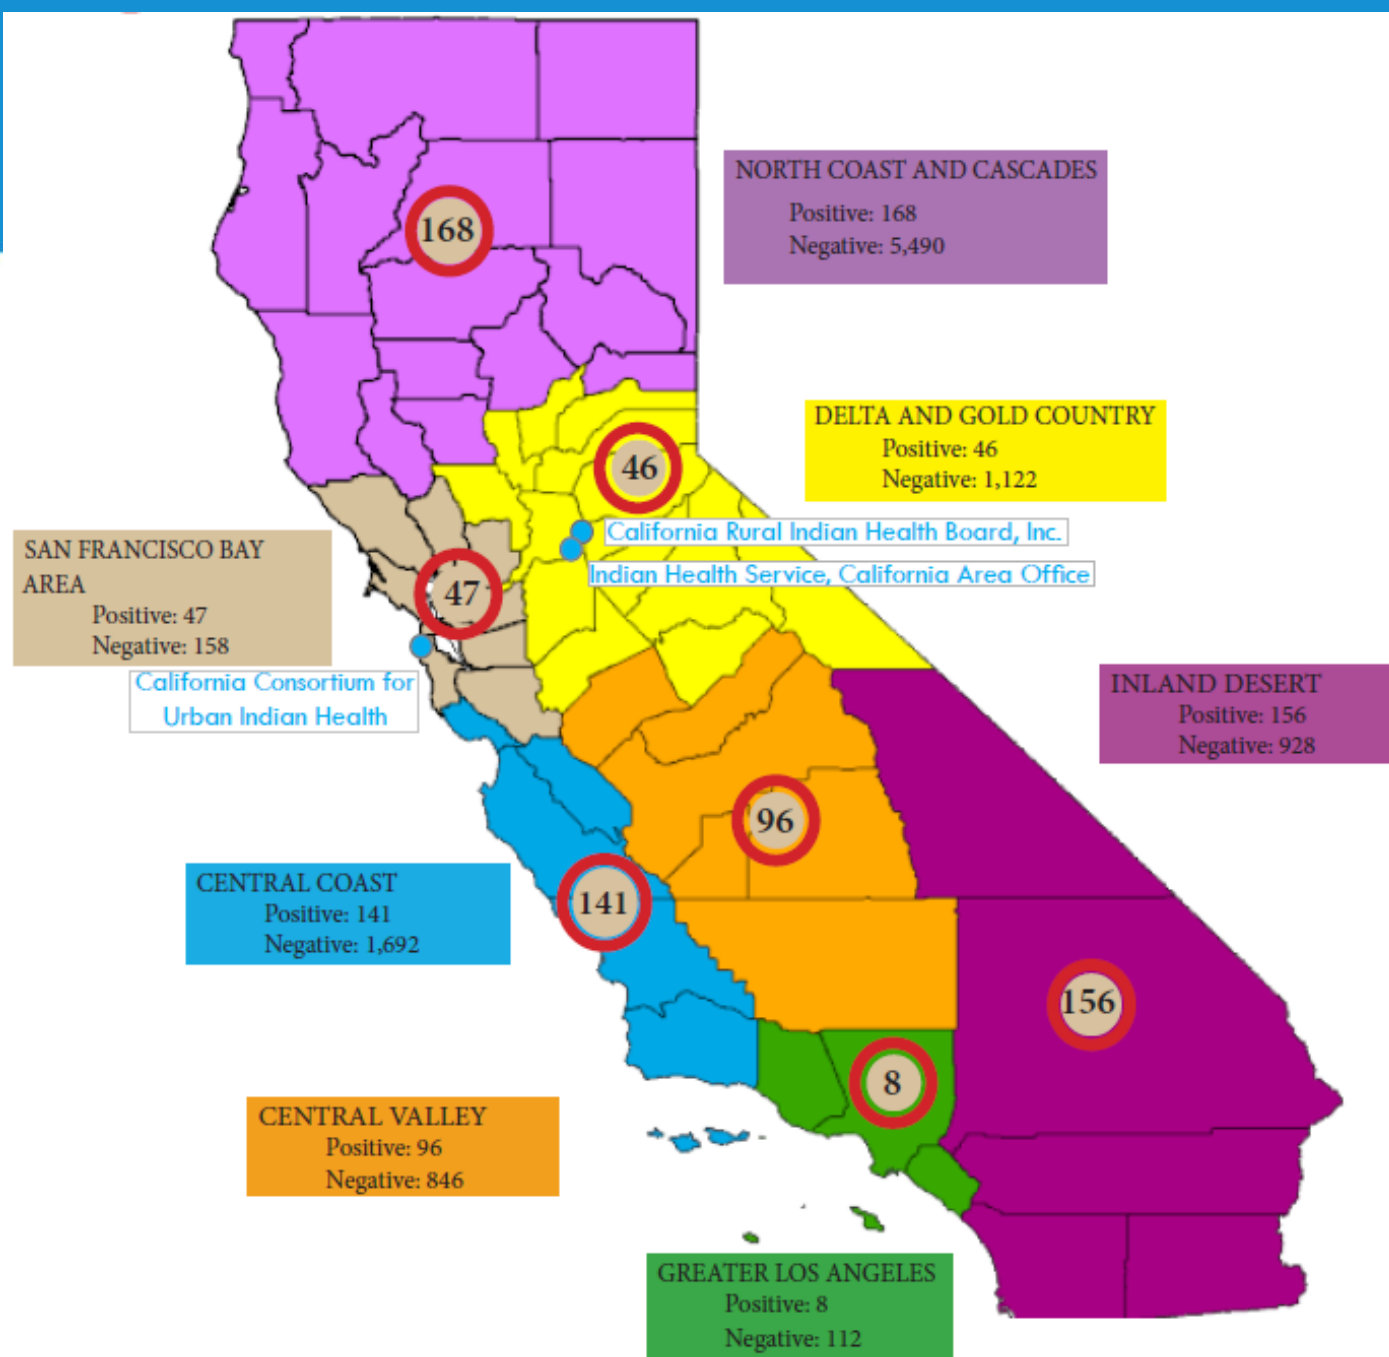 NORTH COAST AND CASCADES
Positive: 168
Negative: 5,490
168
DELTA AND GOLD COUNTRY
Positive: 46
Negative: 1,122
46
California Rural Indian Health Board, Inc.
Indian Health Service, California Area Office
SAN FRANCISCO BAY
AREA
Positive: 47
Negative: 158
47
California Consortium for
Urban Indian Health
INLAND DESERT
Positive: 156
Negative: 928
96
CENTRAL COAST
Positive: 141
Negative: 1,692
141
156
8
CENTRAL VALLEY
Positive: 96
Negative: 846
GREATER LOS ANGELES
Positive: 8
Negative: 112